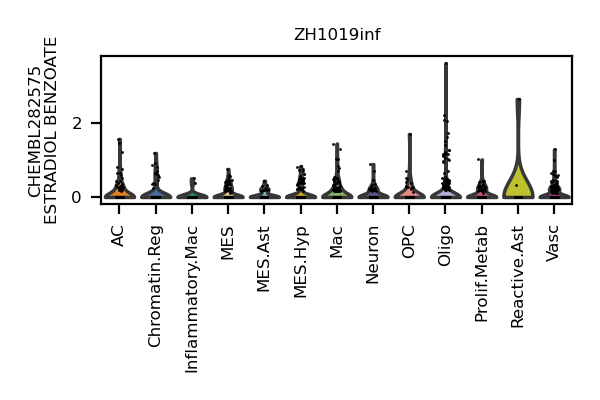 ZH1019inf
CHEMBL282575
ESTRADIOL BENZOATE
2
0
AC
Chromatin.Reg
Inflammatory.Mac
MES
MES.Ast
MES.Hyp
Mac
Neuron
OPC
Oligo
Prolif.Metab
Reactive.Ast
Vasc